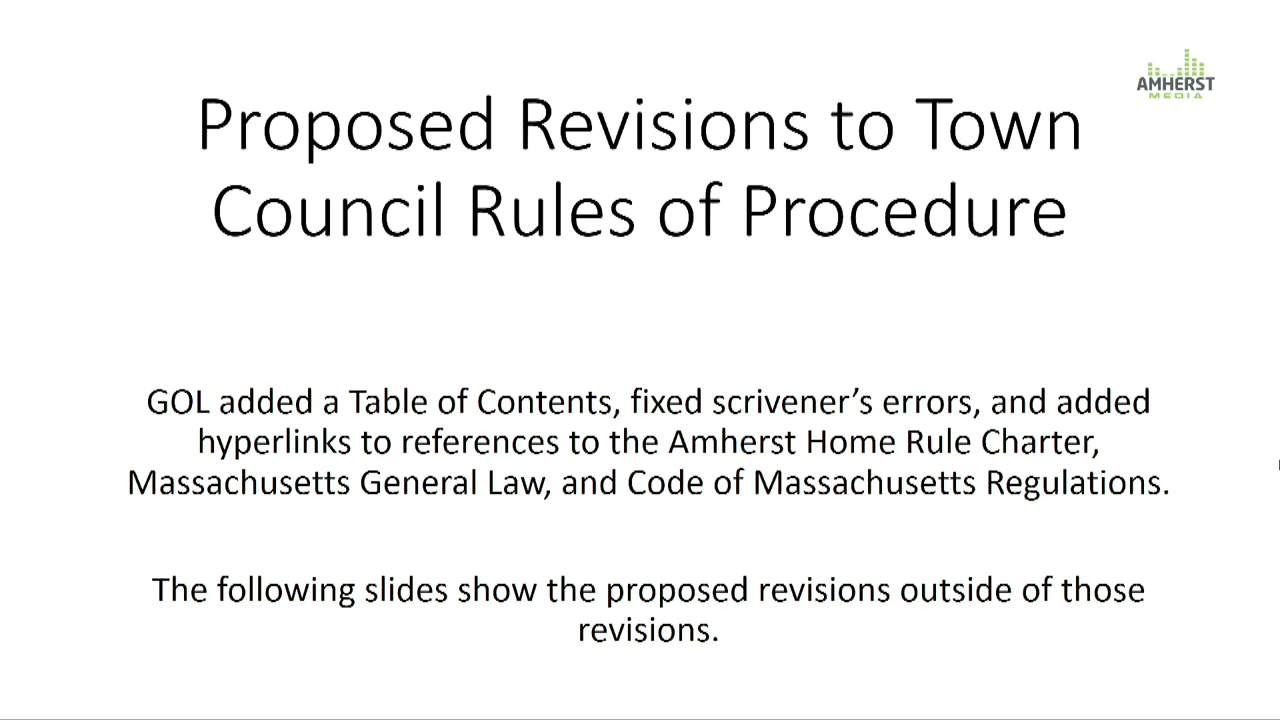 AMHERST
MEDIA
Proposed Revisions to Town
Council Rules of Procedure
GOL added a Table of Contents, fixed scrivener’s errors, and added
hyperlinks to references to the Amherst Home Rule Charter,
Massachusetts General Law, and Code of Massachusetts Regulations.
The following slides show the proposed revisions outside of those
revisions.